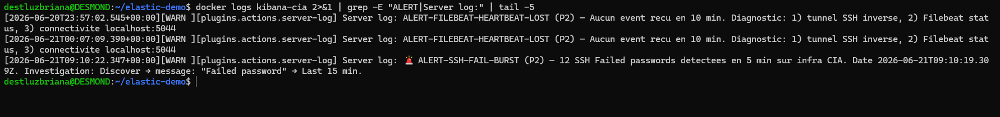 destluzbriana@DESMOND:~/elastic-demo$ docker logs kibana-cia 2>&1 | grep -E "ALERT|Server log:" | tail -5
[2026-06-20T23:57:02.545+00:00][WARN ][plugins.actions.server-log] Server log: ALERT-FILEBEAT-HEARTBEAT-LOST (P2) — Aucun event recu en 10 min. Diagnostic: 1) tunnel SSH inverse, 2) Filebeat stat
us, 3) connectivite localhost:5044
[2026-06-21T00:07:09.390+00:00][WARN ][plugins.actions.server-log] Server log: ALERT-FILEBEAT-HEARTBEAT-LOST (P2) — Aucun event recu en 10 min. Diagnostic: 1) tunnel SSH inverse, 2) Filebeat stat
us, 3) connectivite localhost:5044
[2026-06-21T09:10:22.347+00:00][WARN ][plugins.actions.server-log] Server log: 🚨 ALERT-SSH-FAIL-BURST (P2) — 12 SSH Failed passwords detectees en 5 min sur infra CIA. Date 2026-06-21T09:10:19.30
9Z. Investigation: Discover → message: "Failed password" → Last 15 min.
destluzbriana@DESMOND:~/elastic-demo$